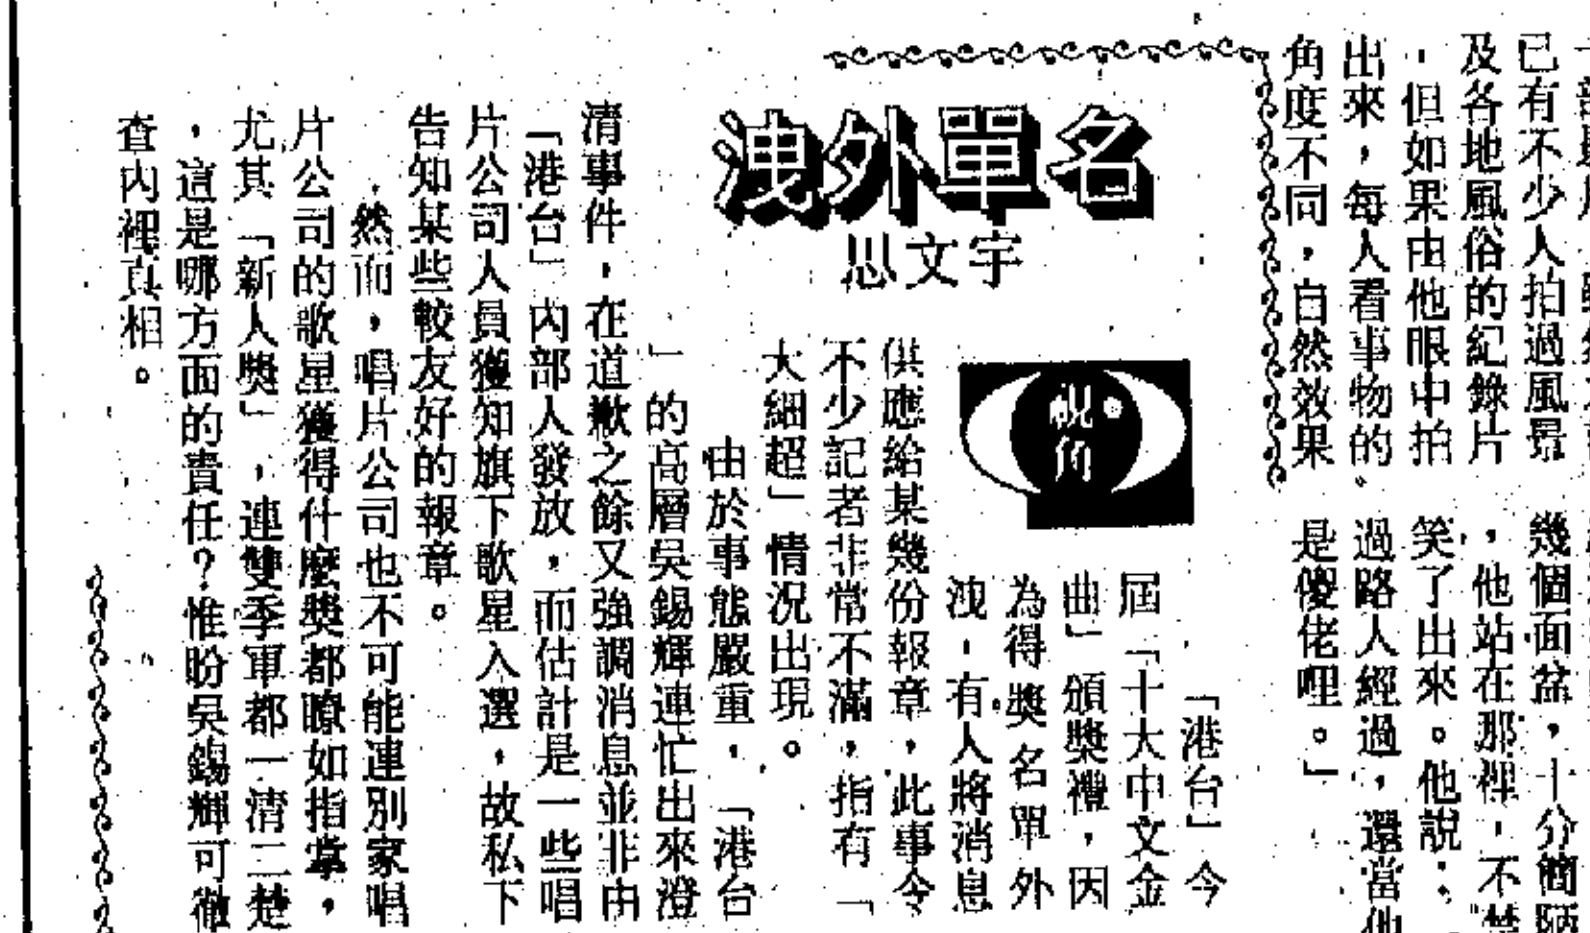 已有不少人拍過風景
及各地風俗的紀錄片
，但如果由他眼中拍
出來，每人看事物的
角度不同，自然效果
幾個面盆，十分簡陋
，他站在那裡，不禁
笑了出來。他說：
過路人經過，還當他
是傻佬哩。」
名單外洩
宇文思
視角
「港台」今
屆「十大中文金
曲」頒獎禮，因
為得獎名單外
洩，有人將消息
供應給某幾份報章，此事令
不少記者非常不滿，指有「
大細超」情況出現。
由於事態嚴重，「港台
」的高層吳錫輝連忙出來澄
清事件，在道歉之餘又強調消息並非由
「港台」內部人發放，而估計是一些唱
片公司人員獲知旗下歌星入選，故私下
告知某些較友好的報章。
然而，唱片公司也不可能連別家唱
片公司的歌星獲得什麼獎都瞭如指掌，
尤其「新人獎」，連雙季軍都一清二楚
，這是哪方面的責任？惟盼吳錫輝可徹
查內裡真相。